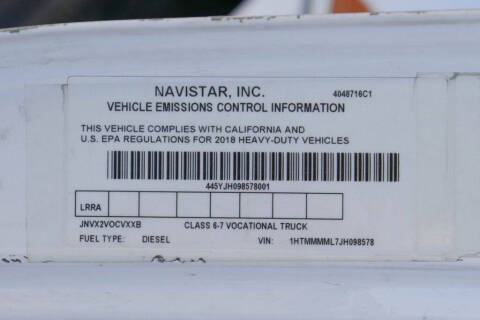 NAVISTAR, INC. 4048716C1
VEHICLE EMISSIONS CONTROL INFORMATION
THIS VEHICLE COMPLIES WITH CALIFORNIA AND
U.S. EPA REGULATIONS FOR 2018 HEAVY-DUTY VEHICLES
445YJH098578001
LRRA
JNVX2VOCVXXB CLASS 6-7 VOCATIONAL TRUCK
FUEL TYPE: DIESEL VIN: 1HTMMMML7JH098578